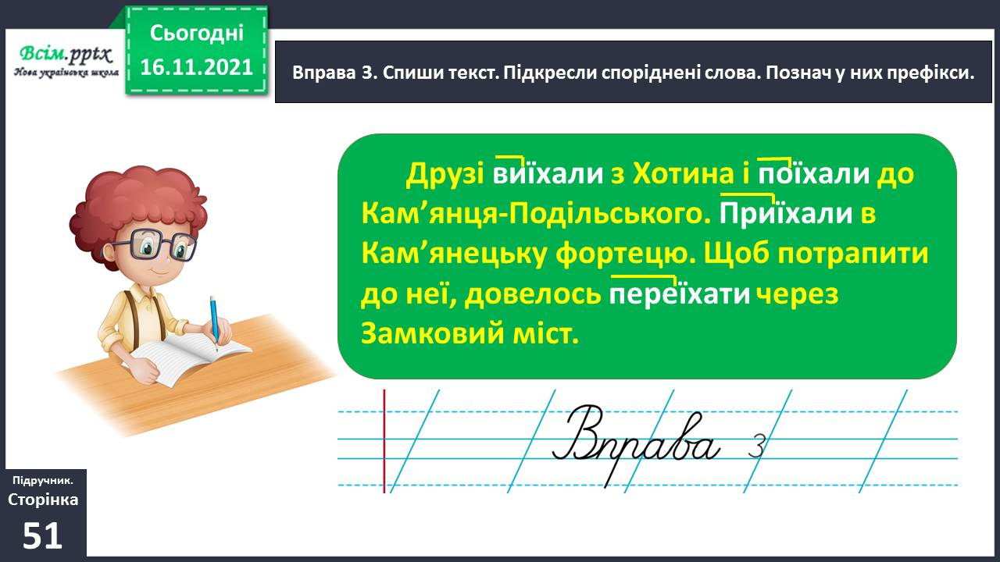 Всім.pptx
Нова українська школа
Сьогодні
16.11.2021
Вправа 3. Спиши текст. Підкресли споріднені слова. Познач у них префікси.
Друзі виїхали з Хотина і поїхали до
Кам’янця-Подільського. Приїхали в
Кам’янецьку фортецю. Щоб потрапити
до неї, довелось переїхати через
Замковий міст.
Вправа 3
Підручник.
Сторінка
51